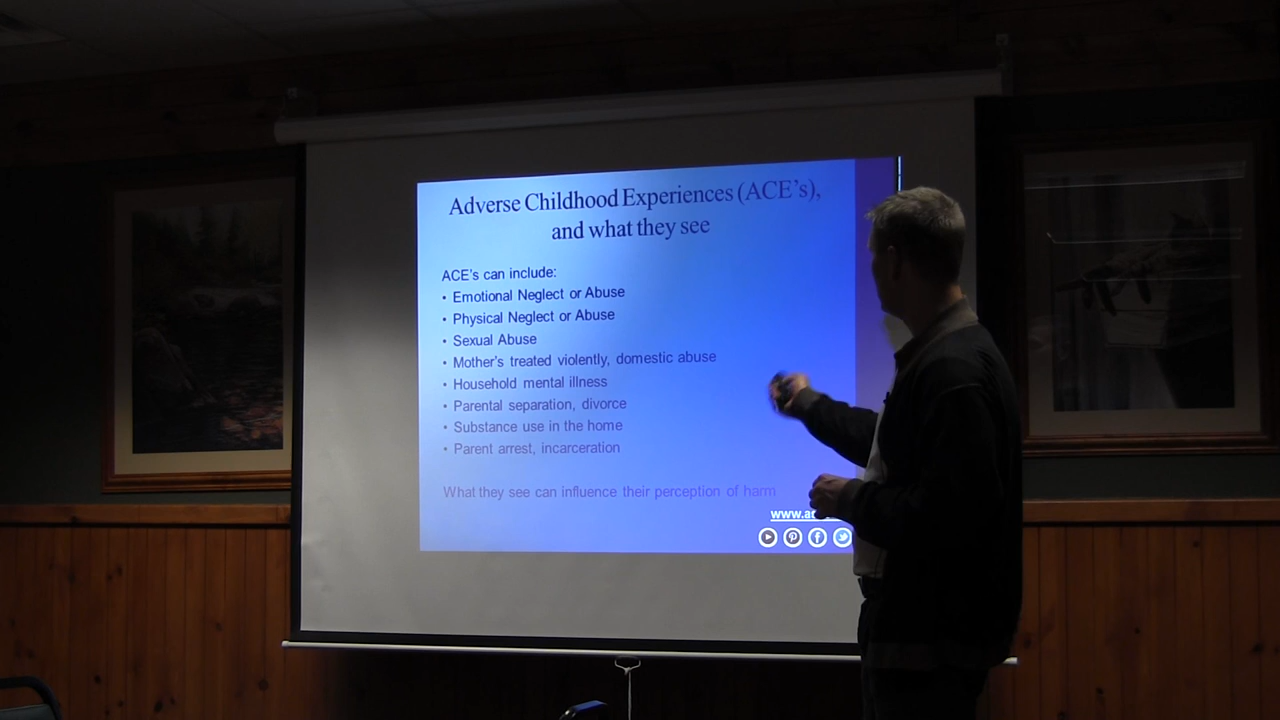 Adverse Childhood Experiences (ACE's),
and what they see
ACE's can include:
• Emotional Neglect or Abuse
• Physical Neglect or Abuse
• Sexual Abuse
• Mother's treated violently, domestic abuse
• Household mental illness
• Parental separation, divorce
• Substance use in the home
• Parent arrest, incarceration
What they see can influence their perception of harm